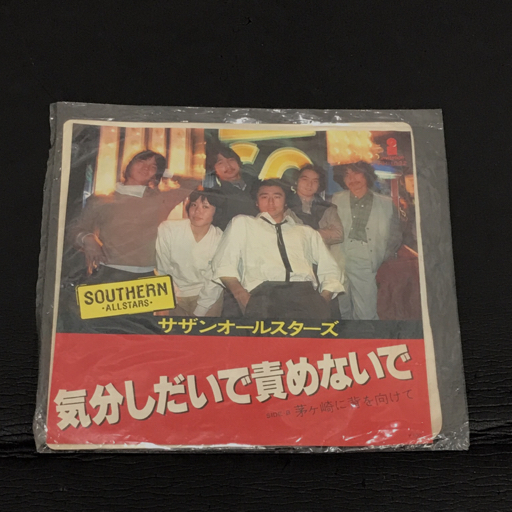 SOUTHERN
·ALLSTARS·
サザンオールスターズ
気分しだいで責めないで
茅ヶ崎に背を向けて